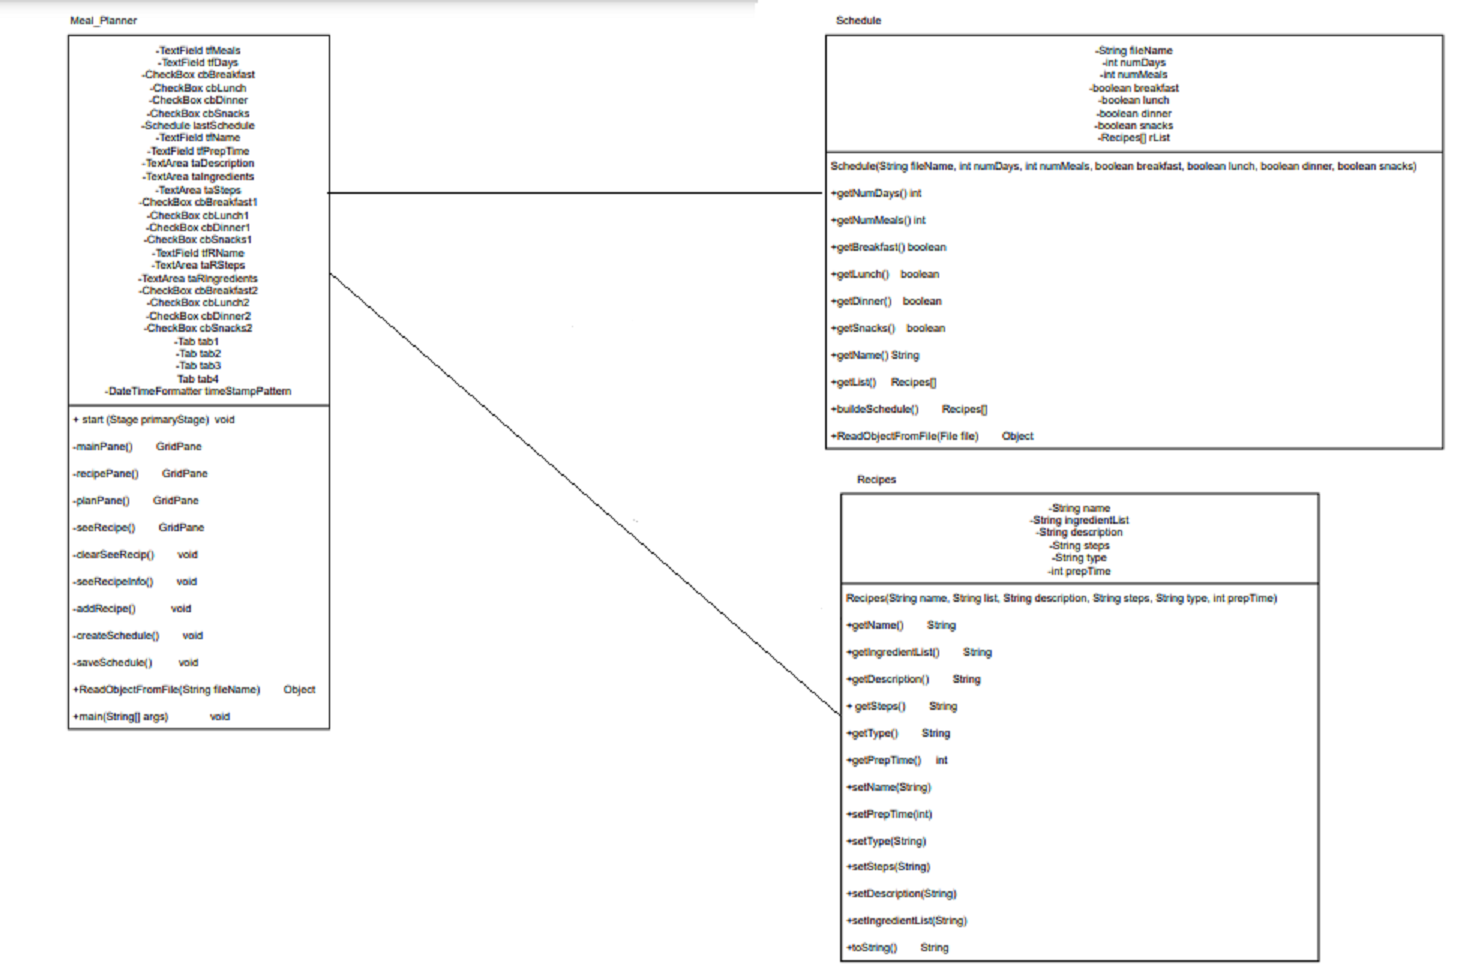 Meal_Planner
-TextField tfMeals
-TextField tfDays
-CheckBox cbBreakfast
-CheckBox cbLunch
-CheckBox cbDinner
-CheckBox cbSnacks
-Schedule lastSchedule
-TextField tfName
-TextField tfPrepTime
-TextArea taDescription
-TextArea taIngredients
-TextArea taSteps
-CheckBox cbBreakfast1
-CheckBox cbLunch1
-CheckBox cbDinner1
-CheckBox cbSnacks1
-TextField tfRName
-TextArea taRSteps
-TextArea taRIngredients
-CheckBox cbBreakfast2
-CheckBox cbLunch2
-CheckBox cbDinner2
-CheckBox cbSnacks2
-Tab tab1
-Tab tab2
-Tab tab3
Tab tab4
-DateTimeFormatter timeStampPattern
+ start (Stage primaryStage) void
-mainPane() GridPane
-recipePane() GridPane
-planPane() GridPane
-seeRecipe() GridPane
-clearSeeRecip() void
-seeRecipeInfo() void
-addRecipe() void
-createSchedule() void
-saveSchedule() void
+ReadObjectFromFile(String fileName) Object
+main(String[] args) void
Schedule
-String fileName
-int numDays
-int numMeals
-boolean breakfast
-boolean lunch
-boolean dinner
-boolean snacks
-Recipes[] rList
Schedule(String fileName, int numDays, int numMeals, boolean breakfast, boolean lunch, boolean dinner, boolean snacks)
+getNumDays() int
+getNumMeals() int
+getBreakfast() boolean
+getLunch() boolean
+getDinner() boolean
+getSnacks() boolean
+getName() String
+getList() Recipes[]
+buildeSchedule() Recipes[]
+ReadObjectFromFile(File file) Object
Recipes
-String name
-String ingredientList
-String description
-String steps
-String type
-int prepTime
Recipes(String name, String list, String description, String steps, String type, int prepTime)
+getName() String
+getIngredientList() String
+getDescription() String
+ getSteps() String
+getType() String
+getPrepTime() int
+setName(String)
+setPrepTime(int)
+setType(String)
+setSteps(String)
+setDescription(String)
+setIngredientList(String)
+toString() String